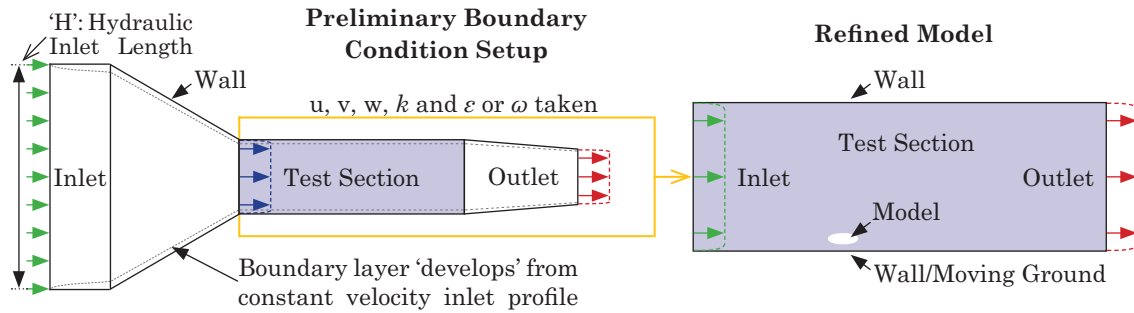 ‘H’: Hydraulic
Inlet Length
Preliminary Boundary
Condition Setup
Refined Model
Wall
u, v, w, k and ε or ω taken
Inlet
Test Section
Outlet
Boundary layer ‘develops’ from
constant velocity inlet profile
Wall
Test Section
Inlet
Outlet
Model
Wall/Moving Ground